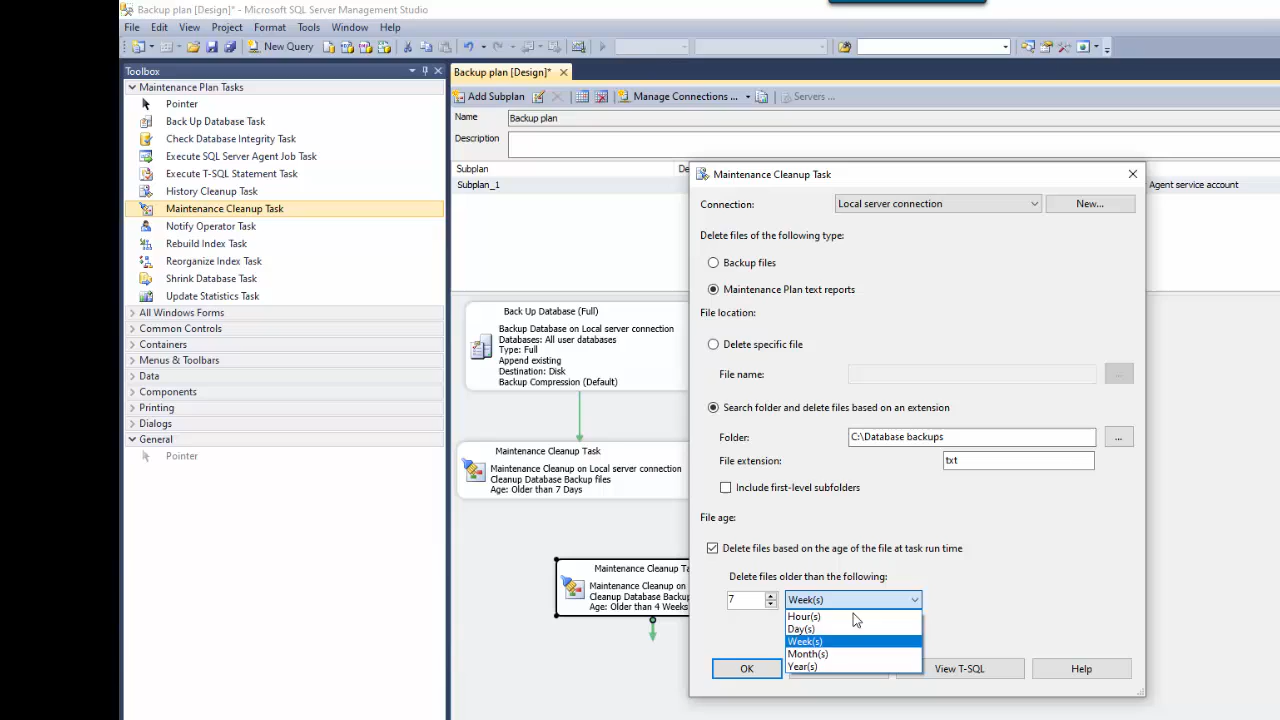 Backup plan [Design]* - Microsoft SQL Server Management Studio
File Edit View Project Format Tools Window Help
New Query
Toolbox
Maintenance Plan Tasks
Pointer
Back Up Database Task
Check Database Integrity Task
Execute SQL Server Agent Job Task
Execute T-SQL Statement Task
History Cleanup Task
Maintenance Cleanup Task
Notify Operator Task
Rebuild Index Task
Reorganize Index Task
Shrink Database Task
Update Statistics Task
All Windows Forms
Common Controls
Containers
Menus & Toolbars
Data
Components
Printing
Dialogs
General
Pointer
Backup plan [Design]*
Add Subplan Manage Connections ... Servers ...
Name Backup plan
Description
Subplan De
Subplan_1 Agent service account
Back Up Database (Full)
Backup Database on Local server connection
Databases: All user databases
Type: Full
Append existing
Destination: Disk
Backup Compression (Default)
Maintenance Cleanup Task
Maintenance Cleanup on Local server connection
Cleanup Database Backup files
Age: Older than 7 Days
Maintenance Cleanup Ta
Maintenance Cleanup on
Cleanup Database Backup
Age: Older than 4 Weeks
Maintenance Cleanup Task
Connection: Local server connection New...
Delete files of the following type:
Backup files
Maintenance Plan text reports
File location:
Delete specific file
File name: ...
Search folder and delete files based on an extension
Folder: C:\Database backups ...
File extension: txt
Include first-level subfolders
File age:
Delete files based on the age of the file at task run time
Delete files older than the following:
7 Week(s)
Hour(s)
Day(s)
Week(s)
Month(s)
Year(s)
OK View T-SQL Help